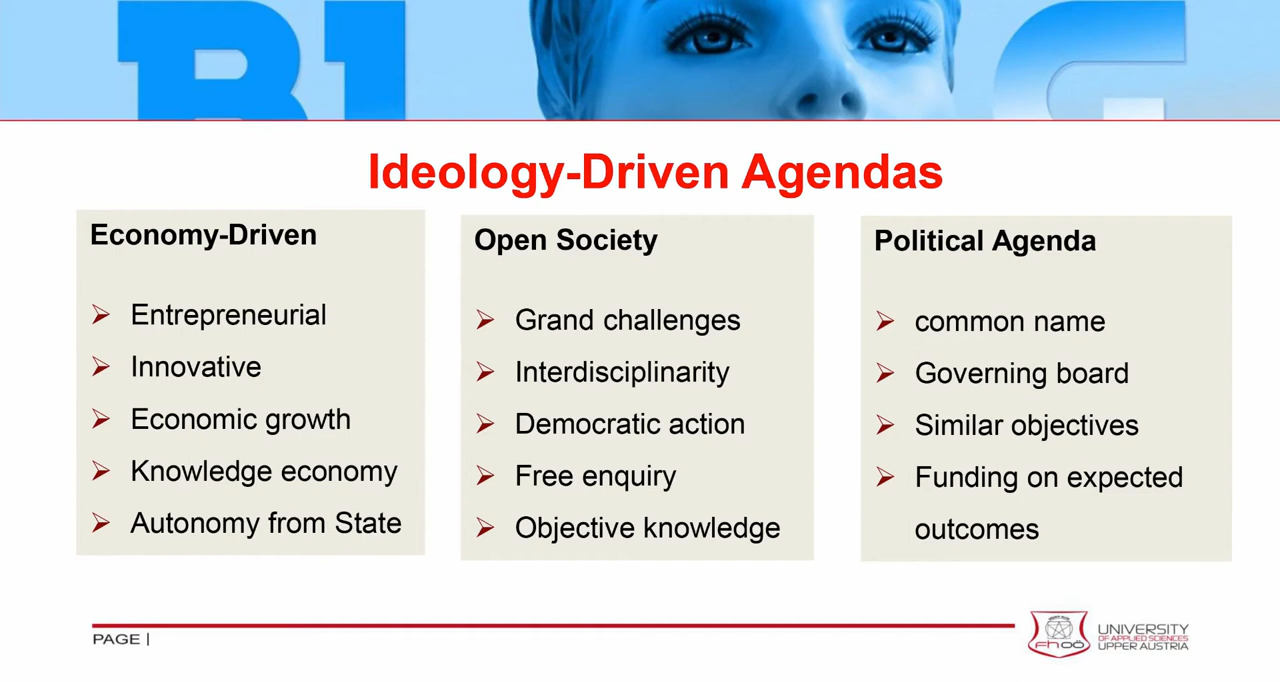 Ideology-Driven Agendas
Economy-Driven
Entrepreneurial
Innovative
Economic growth
Knowledge economy
Autonomy from State
Open Society
Grand challenges
Interdisciplinarity
Democratic action
Free enquiry
Objective knowledge
Political Agenda
common name
Governing board
Similar objectives
Funding on expected
outcomes
PAGE |
fh oö
UNIVERSITY
OF APPLIED SCIENCES
UPPER AUSTRIA